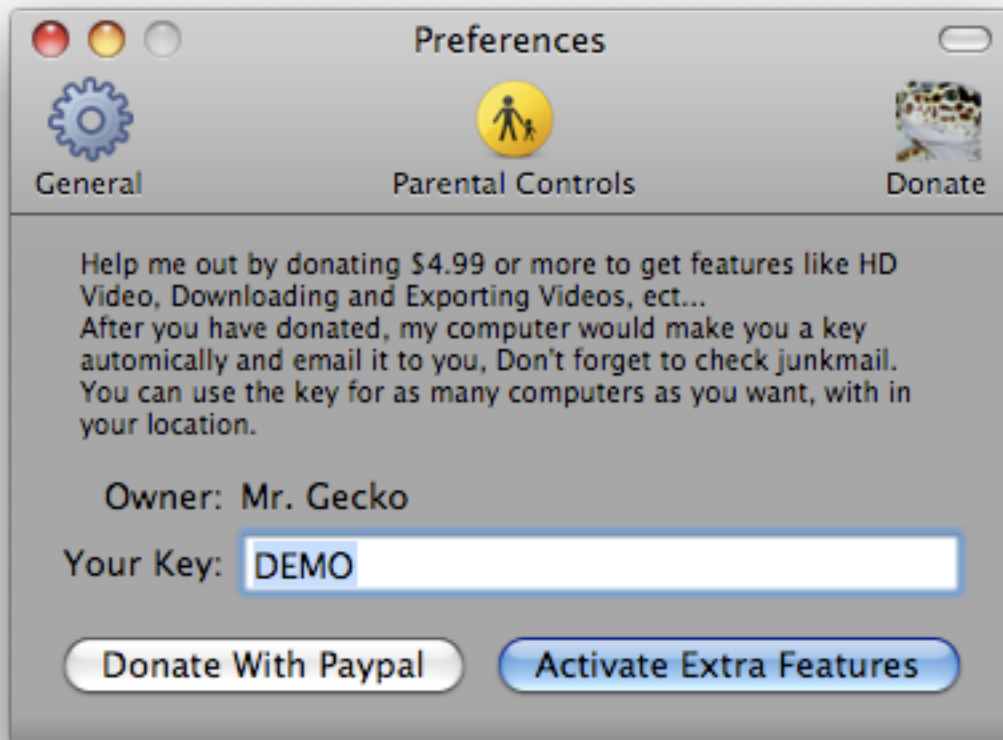 Preferences
General
Parental Controls
Donate
Help me out by donating $4.99 or more to get features like HD
Video, Downloading and Exporting Videos, ect...
After you have donated, my computer would make you a key
automically and email it to you, Don't forget to check junkmail.
You can use the key for as many computers as you want, with in
your location.
Owner: Mr. Gecko
Your Key: DEMO
Donate With Paypal
Activate Extra Features